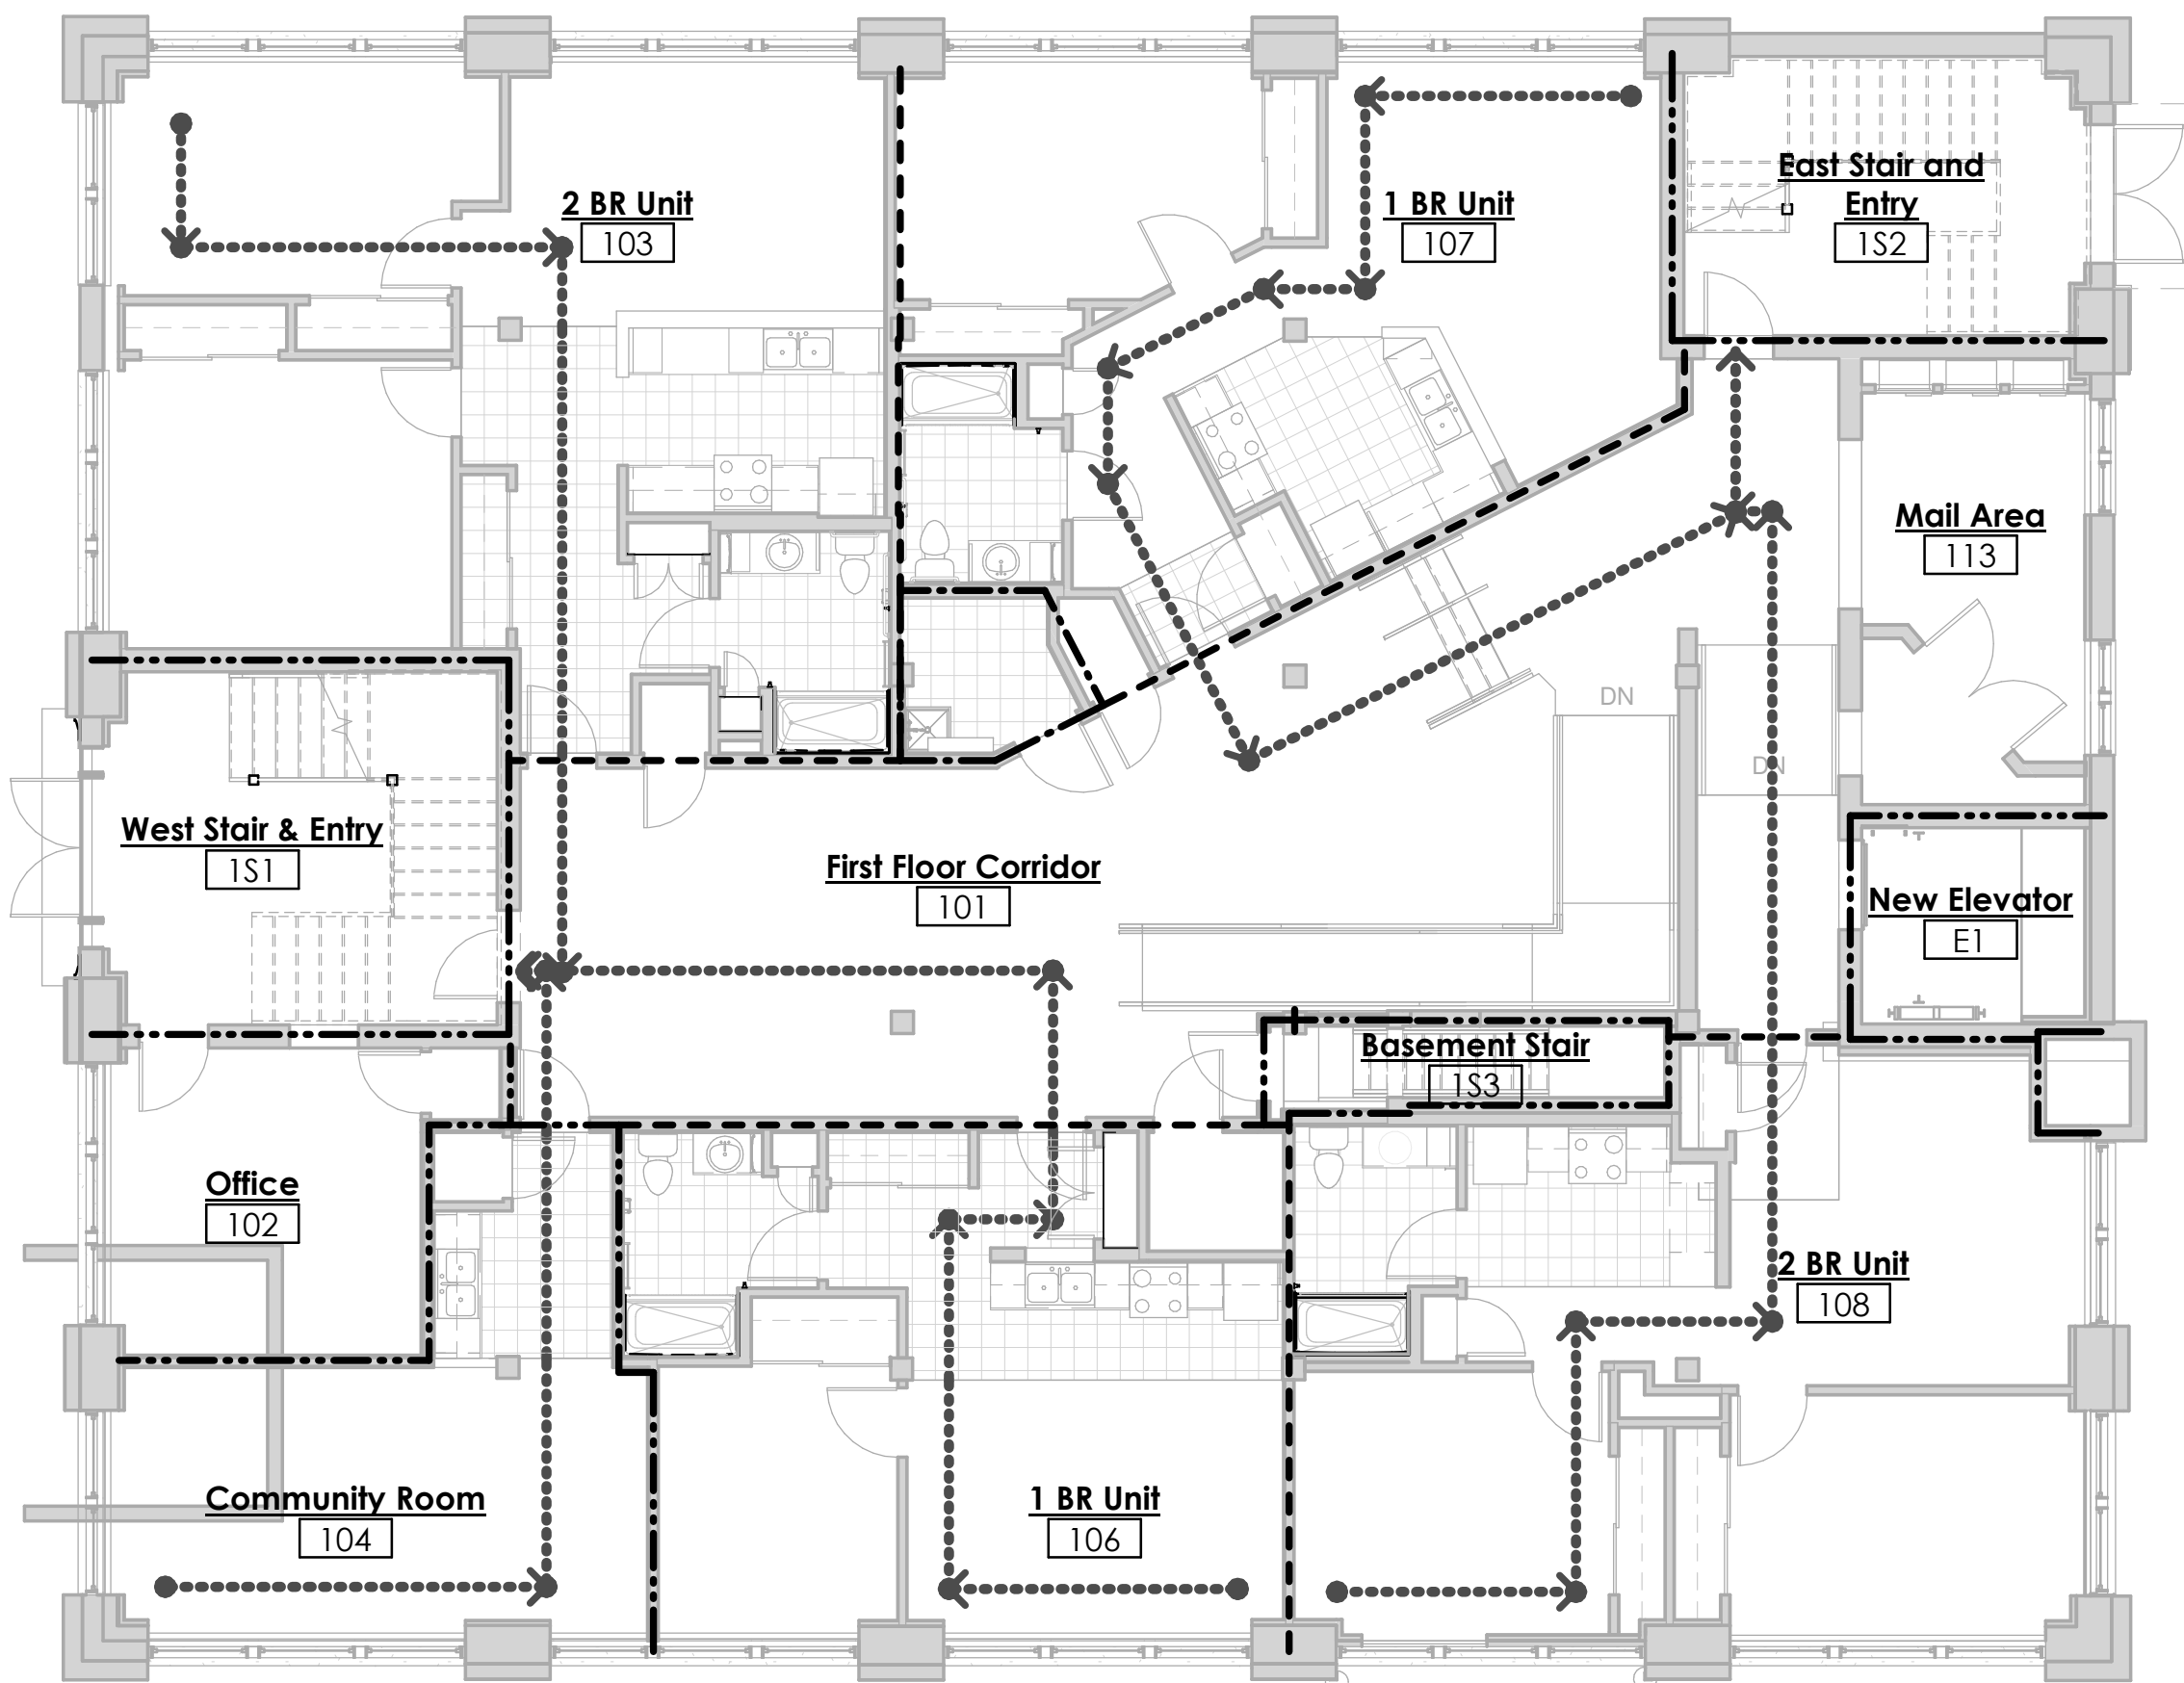 2 BR Unit
103
1 BR Unit
107
East Stair and
Entry
1S2
Mail Area
113
DN
DN
West Stair & Entry
1S1
First Floor Corridor
101
New Elevator
E1
Basement Stair
1S3
Office
102
2 BR Unit
108
Community Room
104
1 BR Unit
106